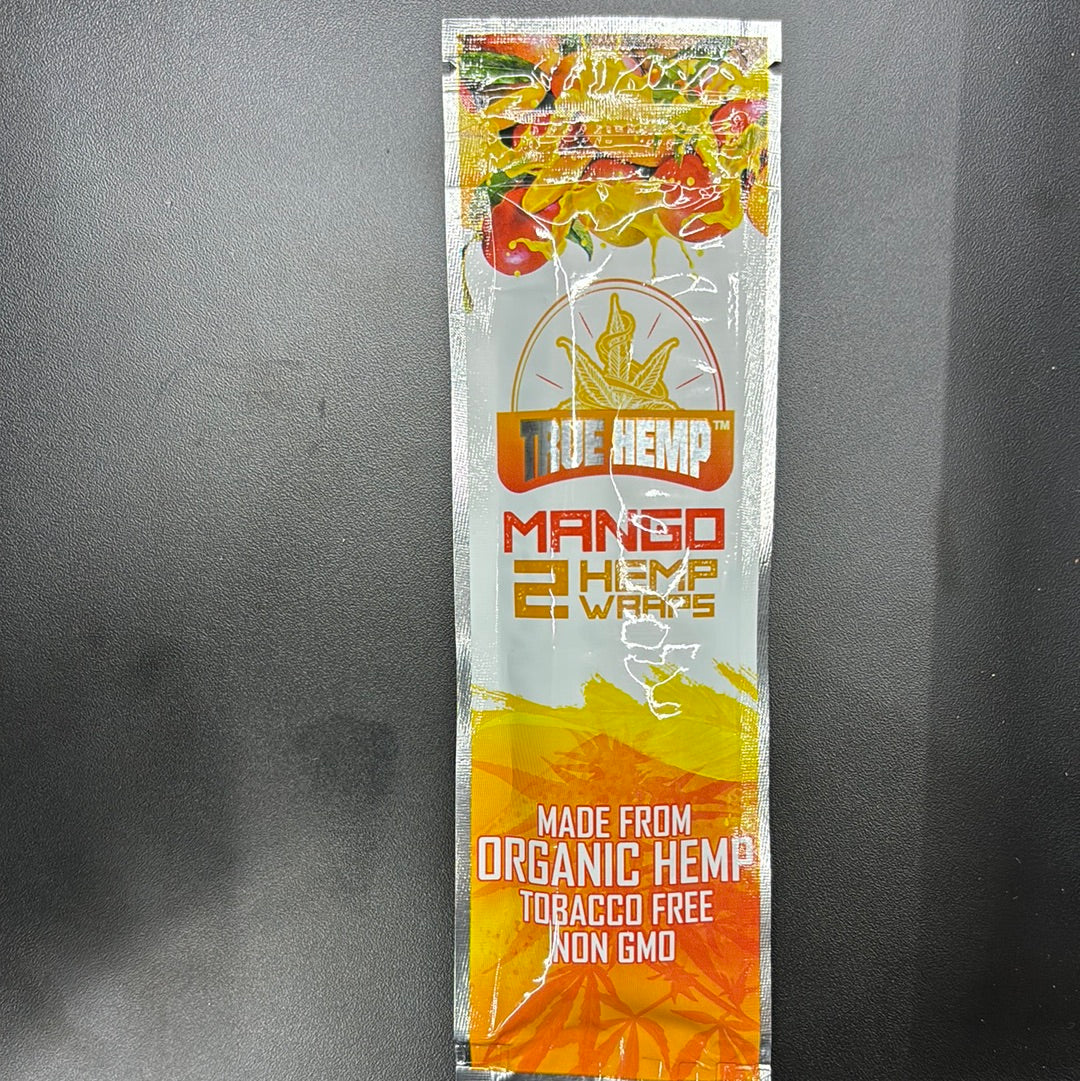 TRUE HEMP™
MANGO
2 HEMP
WRAPS
MADE FROM
ORGANIC HEMP
TOBACCO FREE
NON GMO